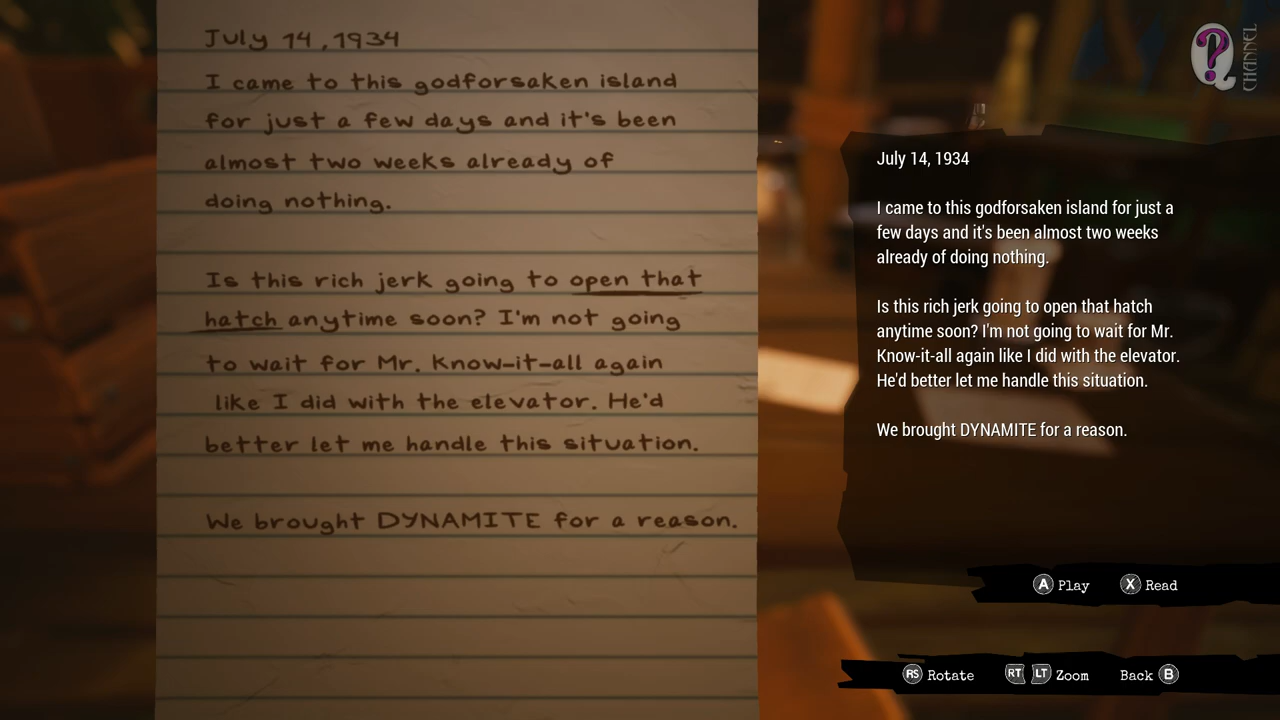 July 14, 1934
I came to this godforsaken island
for just a few days and it's been
almost two weeks already of
doing nothing.
Is this rich jerk going to open that
hatch anytime soon? I'm not going
to wait for Mr. Know-it-all again
like I did with the elevator. He'd
better let me handle this situation.
We brought DYNAMITE for a reason.
? CHANNEL
July 14, 1934
I came to this godforsaken island for just a
few days and it's been almost two weeks
already of doing nothing.
Is this rich jerk going to open that hatch
anytime soon? I'm not going to wait for Mr.
Know-it-all again like I did with the elevator.
He'd better let me handle this situation.
We brought DYNAMITE for a reason.
A Play X Read
RS Rotate RT LT Zoom Back B